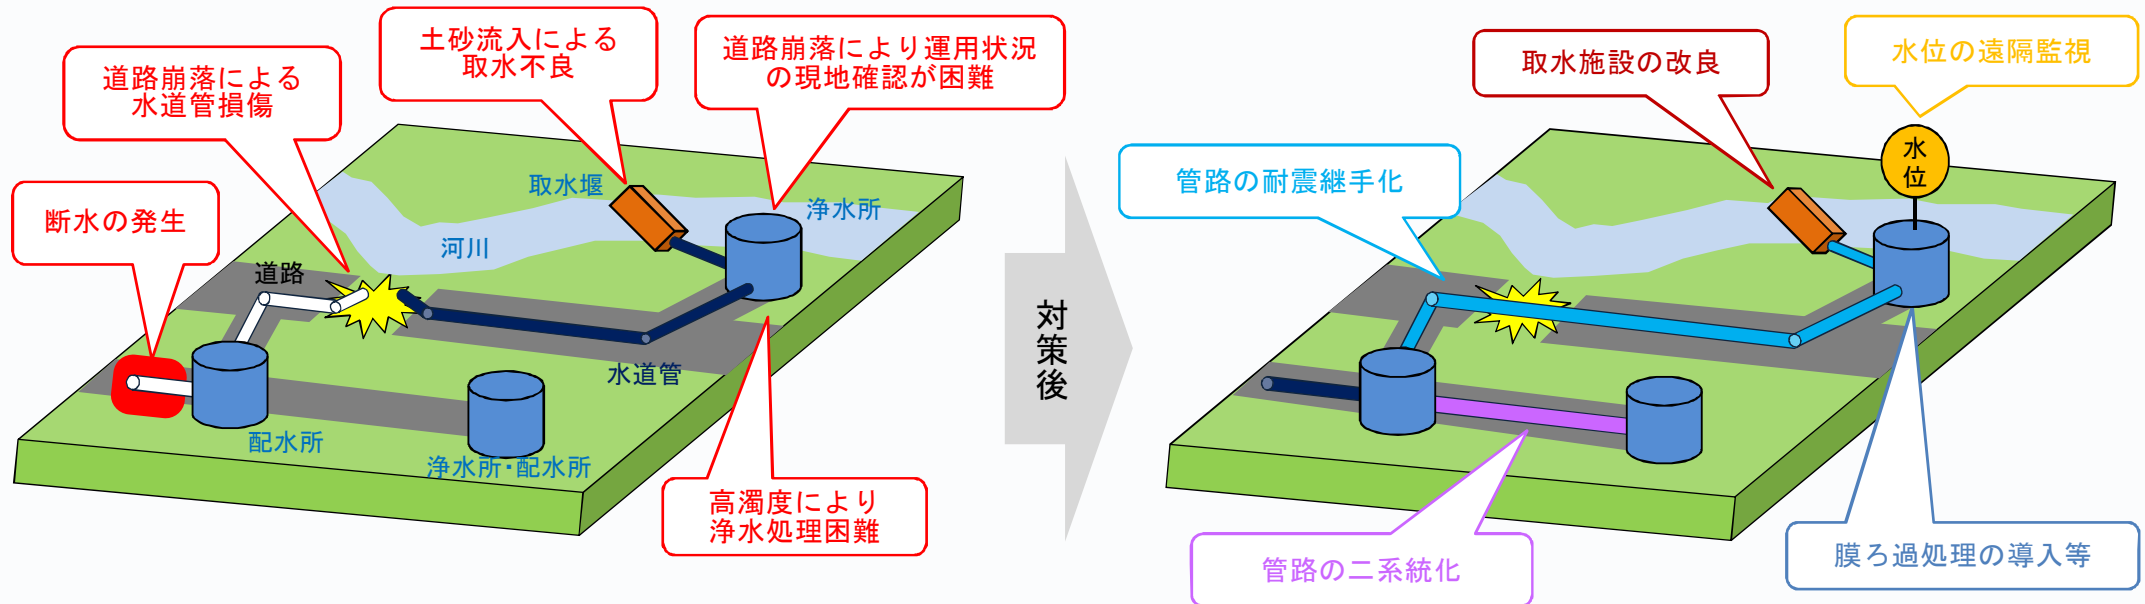 土砂流入による
取水不良
道路崩落により運用状況
の現地確認が困難
道路崩落による
水道管損傷
断水の発生
取水堰
浄水所
河川
道路
水道管
配水所
浄水所・配水所
高濁度により
浄水処理困難
対策後
取水施設の改良
水位の遠隔監視
水位
管路の耐震継手化
管路の二系統化
膜ろ過処理の導入等